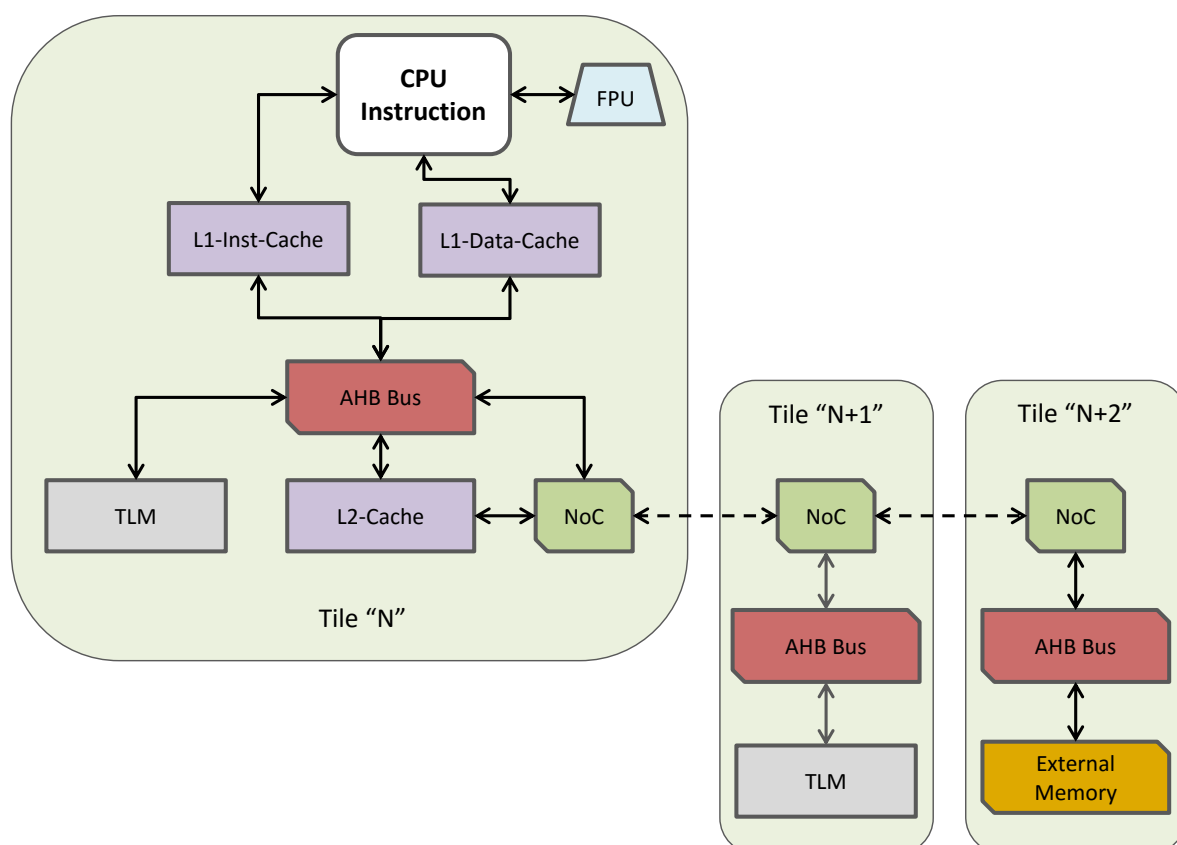 CPU
Instruction
FPU
L1-Inst-Cache
L1-Data-Cache
AHB Bus
TLM
L2-Cache
NoC
Tile “N”
Tile “N+1”
NoC
AHB Bus
TLM
Tile “N+2”
NoC
AHB Bus
External
Memory